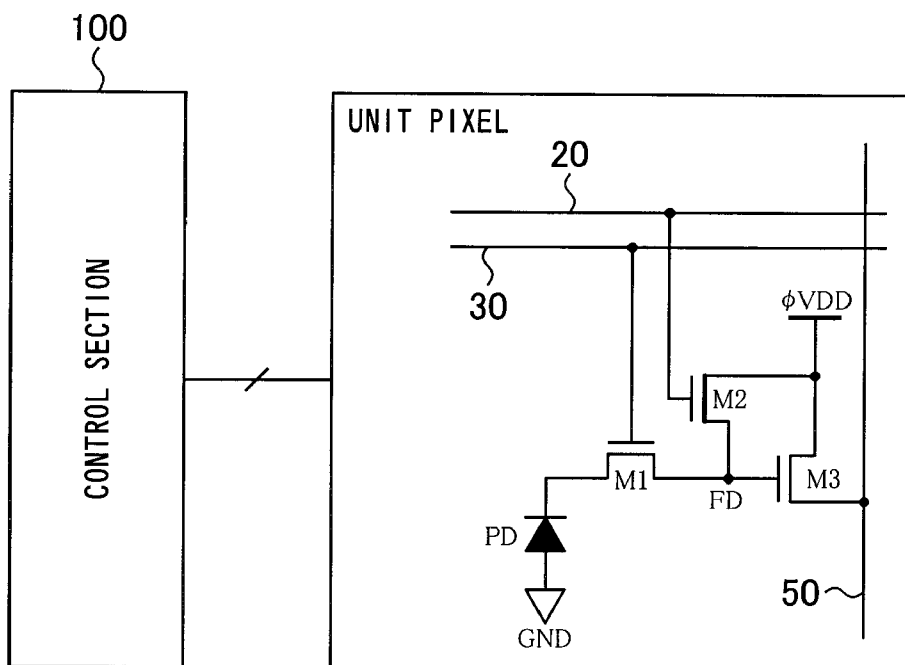 100
CONTROL SECTION
UNIT PIXEL
20
30
φVDD
M2
M1
FD
M3
PD
GND
50